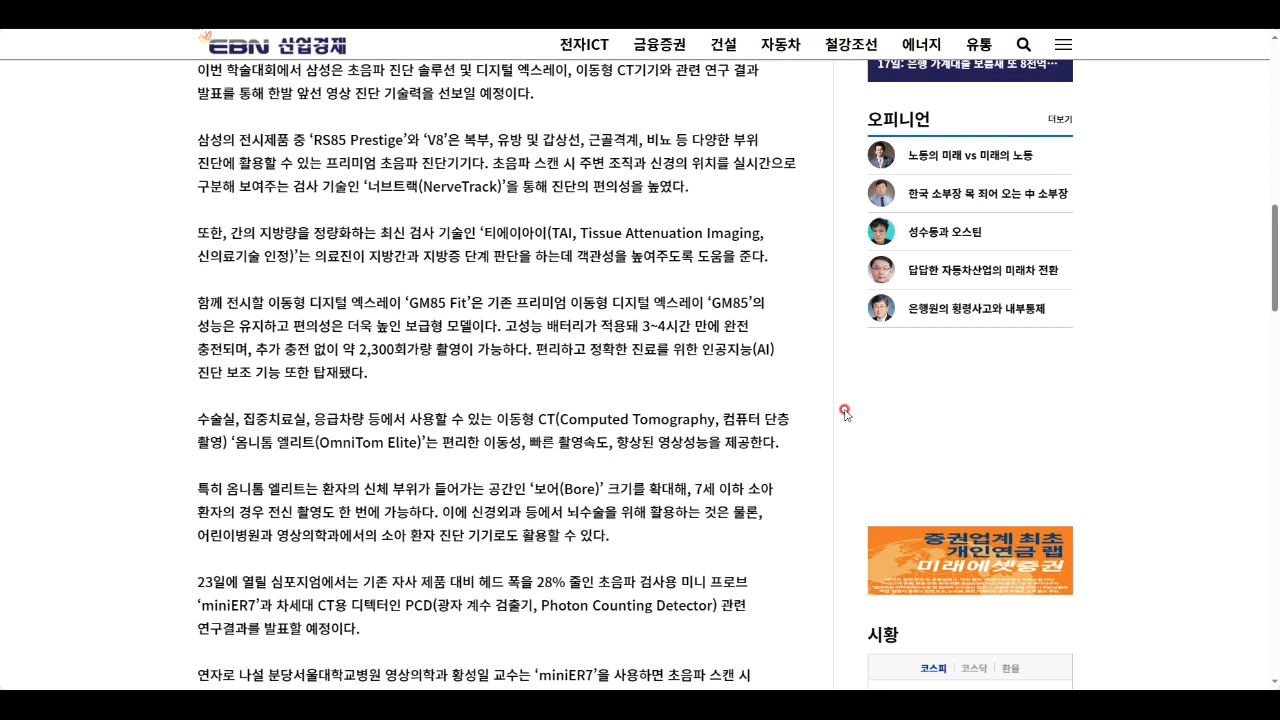 EBN 산업경제
전자ICT 금융증권 건설 자동차 철강조선 에너지 유통
이번 학술대회에서 삼성은 초음파 진단 솔루션 및 디지털 엑스레이, 이동형 CT기기와 관련 연구 결과
발표를 통해 한발 앞선 영상 진단 기술력을 선보일 예정이다.
삼성의 전시제품 중 ‘RS85 Prestige’와 ‘V8’은 복부, 유방 및 갑상선, 근골격계, 비뇨 등 다양한 부위
진단에 활용할 수 있는 프리미엄 초음파 진단기기다. 초음파 스캔 시 주변 조직과 신경의 위치를 실시간으로
구분해 보여주는 검사 기술인 ‘너브트랙(NerveTrack)’을 통해 진단의 편의성을 높였다.
또한, 간의 지방량을 정량화하는 최신 검사 기술인 ‘티에이아이(TAI, Tissue Attenuation Imaging,
신의료기술 인정)’는 의료진이 지방간과 지방증 단계 판단을 하는데 객관성을 높여주도록 도움을 준다.
함께 전시할 이동형 디지털 엑스레이 ‘GM85 Fit’은 기존 프리미엄 이동형 디지털 엑스레이 ‘GM85’의
성능은 유지하고 편의성은 더욱 높인 보급형 모델이다. 고성능 배터리가 적용돼 3~4시간 만에 완전
충전되며, 추가 충전 없이 약 2,300회가량 촬영이 가능하다. 편리하고 정확한 진료를 위한 인공지능(AI)
진단 보조 기능 또한 탑재됐다.
수술실, 집중치료실, 응급차량 등에서 사용할 수 있는 이동형 CT(Computed Tomography, 컴퓨터 단층
촬영) ‘옴니톰 엘리트(OmniTom Elite)’는 편리한 이동성, 빠른 촬영속도, 향상된 영상성능을 제공한다.
특히 옴니톰 엘리트는 환자의 신체 부위가 들어가는 공간인 ‘보어(Bore)’ 크기를 확대해, 7세 이하 소아
환자의 경우 전신 촬영도 한 번에 가능하다. 이에 신경외과 등에서 뇌수술을 위해 활용하는 것은 물론,
어린이병원과 영상의학과에서의 소아 환자 진단 기기로도 활용할 수 있다.
23일에 열릴 심포지엄에서는 기존 자사 제품 대비 헤드 폭을 28% 줄인 초음파 검사용 미니 프로브
‘miniER7’과 차세대 CT용 디텍터인 PCD(광자 계수 검출기, Photon Counting Detector) 관련
연구결과를 발표할 예정이다.
연자로 나설 분당서울대학교병원 영상의학과 황성일 교수는 ‘miniER7’을 사용하면 초음파 스캔 시
17일: 은행 가계대출 보름새 또 8천억…
오피니언 더보기
노동의 미래 vs 미래의 노동
한국 소부장 목 죄어 오는 中 소부장
성수동과 오스틴
답답한 자동차산업의 미래차 전환
은행원의 횡령사고와 내부통제
증권업계 최초
개인연금 랩
미래에셋증권
시황
코스피 코스닥 환율